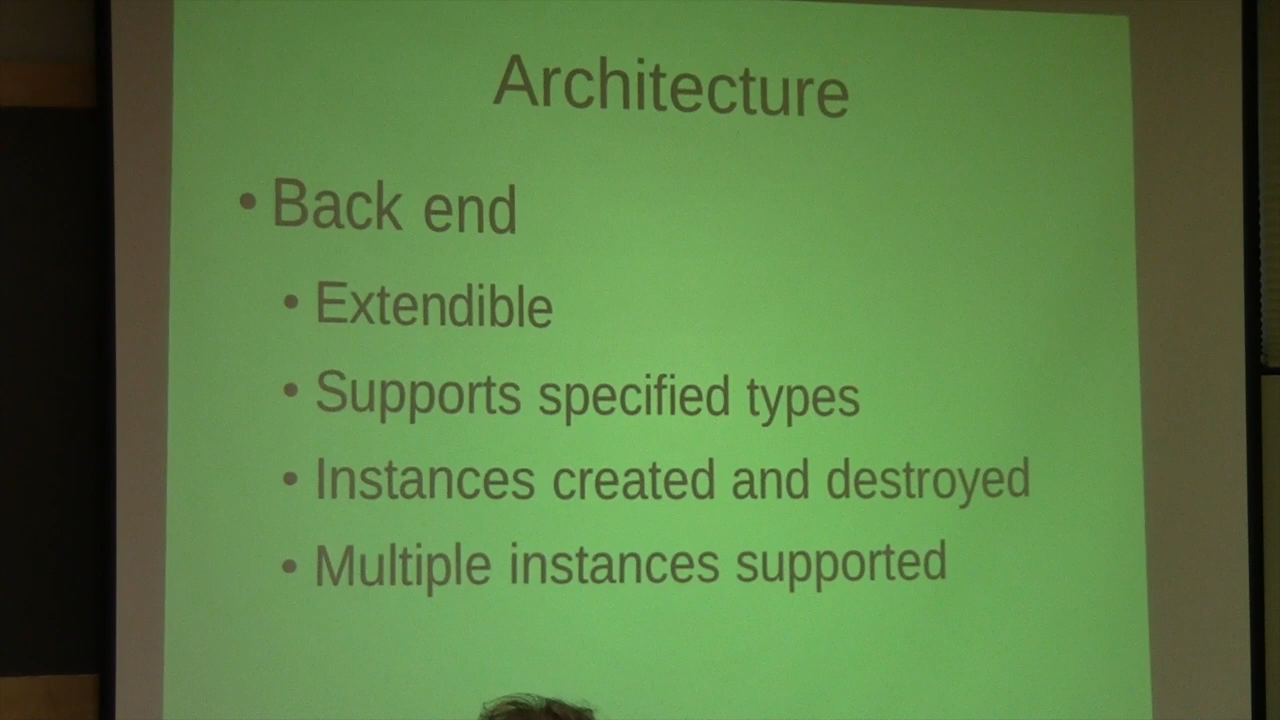 Architecture
• Back end
• Extendible
• Supports specified types
• Instances created and destroyed
• Multiple instances supported